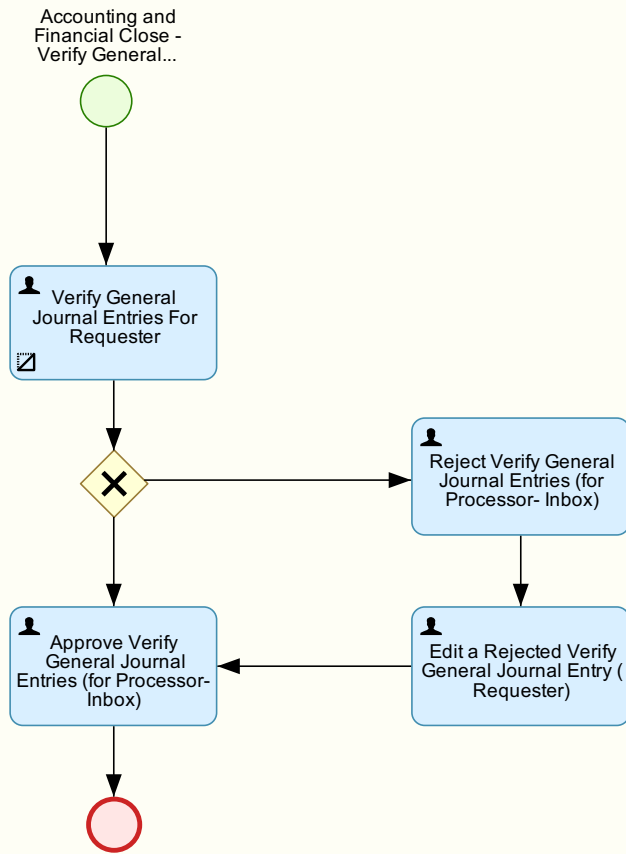 Accounting and
Financial Close -
Verify General...
Verify General
Journal Entries For
Requester
Reject Verify General
Journal Entries (for
Processor- Inbox)
Approve Verify
General Journal
Entries (for Processor-
Inbox)
Edit a Rejected Verify
General Journal Entry (
Requester)